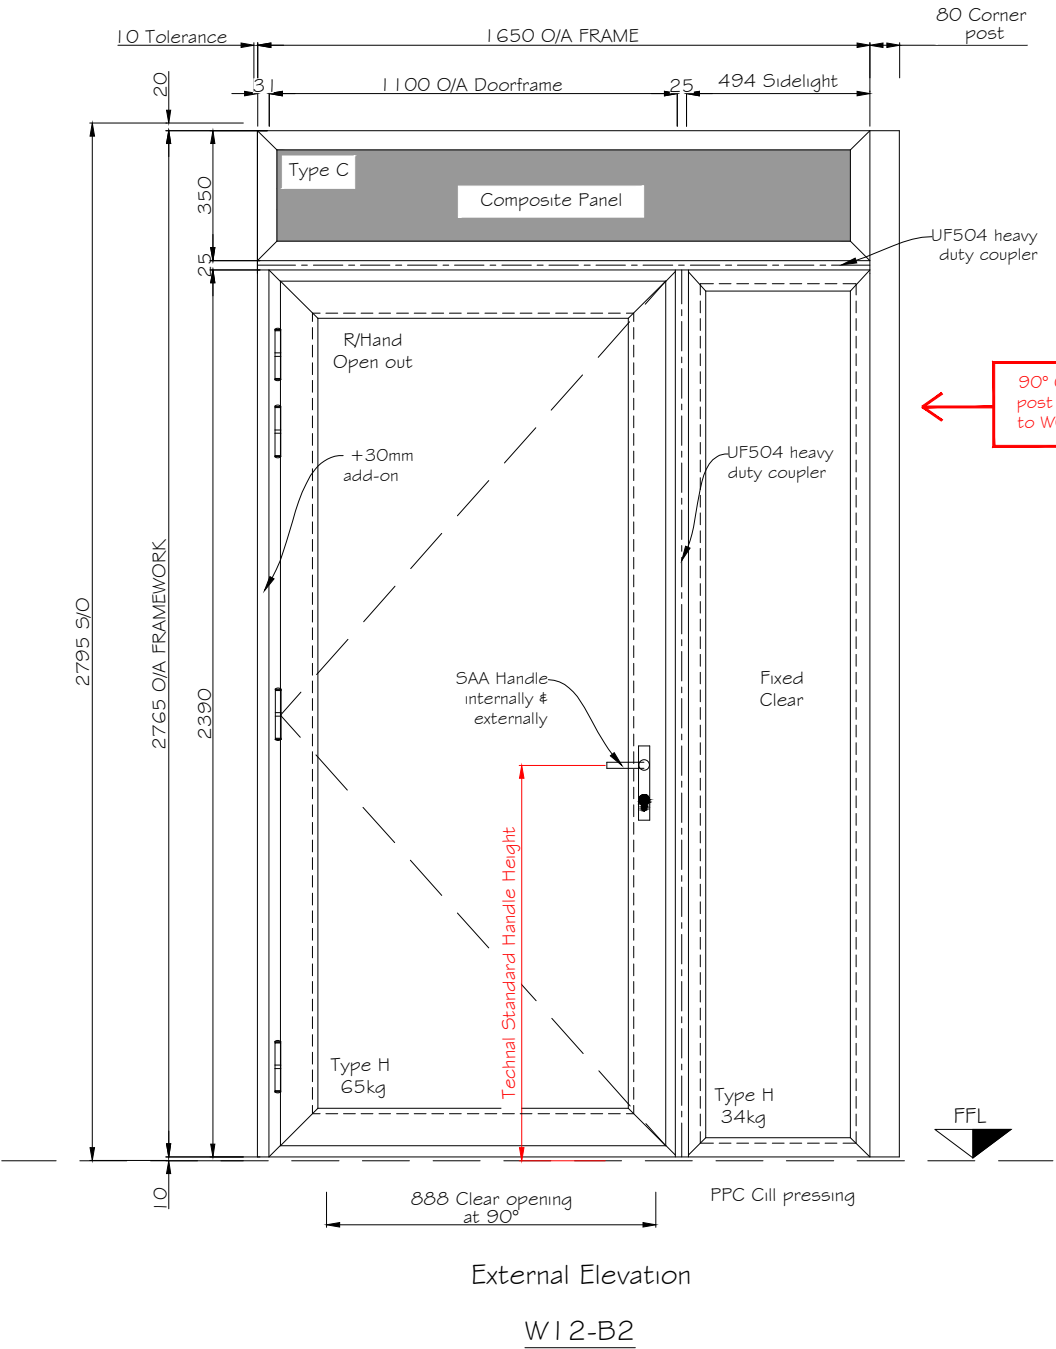 80 Corner
post
10 Tolerance
1650 O/A FRAME
31
1100 O/A Doorframe
25
494 Sidelight
20
Type C
Composite Panel
350
25
UF504 heavy
duty coupler
R/Hand
Open out
90°
post
to
+30mm
add-on
UF504 heavy
duty coupler
2795 S/O
2765 O/A FRAMEWORK
2390
SAA Handle
internally &
externally
Fixed
Clear
Technal Standard Handle Height
Type H
65kg
Type H
34kg
FFL
10
888 Clear opening
at 90°
PPC Cill pressing
External Elevation
W12-B2